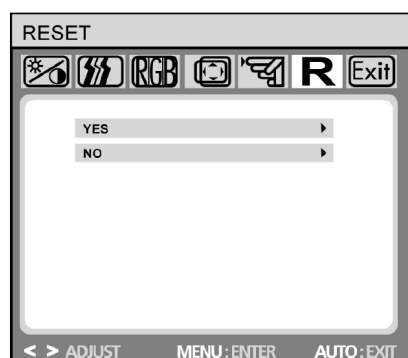 RESET
RGB R Exit
YES
NO
< > ADJUST MENU : ENTER AUTO : EXIT